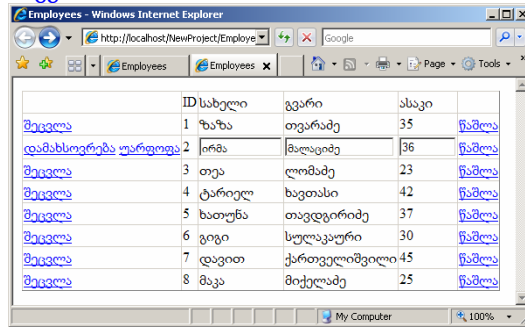 Employees - Windows Internet Explorer
http://localhost/NewProject/Employe Google
Employees Employees Page Tools
ID სახელი გვარი ასაკი
შეცვლა 1 ზაზა თვარაძე 35 წაშლა
დამახსოვრება უარყოფა 2 ირმა მალაციძე 36 წაშლა
შეცვლა 3 თეა ლომაძე 23 წაშლა
შეცვლა 4 ტარიელ ხავთასი 42 წაშლა
შეცვლა 5 ხათუნა თავდგირიძე 37 წაშლა
შეცვლა 6 გიგი სულაკაური 30 წაშლა
შეცვლა 7 დავით ქართველიშვილი 45 წაშლა
შეცვლა 8 მაკა მიქელაძე 25 წაშლა
My Computer 100%